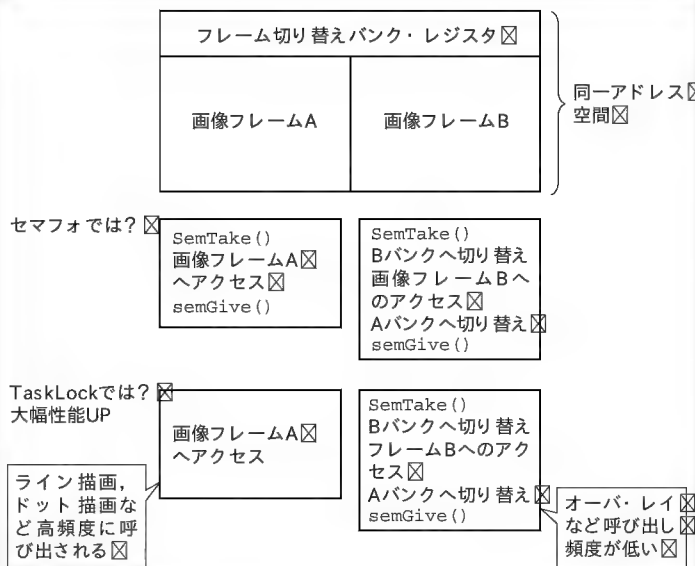 フレーム切り替えバンク・レジスタ
画像フレームA
画像フレームB
同一アドレス
空間
セマフォでは?
SemTake()
画像フレームA
へアクセス
semGive()
SemTake()
Bバンクへ切り替え
画像フレームBへ
のアクセス
Aバンクへ切り替え
semGive()
TaskLockでは?
大幅性能UP
画像フレームA
へアクセス
SemTake()
Bバンクへ切り替え
フレームBへのアク
セス
Aバンクへ切り替え
semGive()
ライン描画,
ドット描画な
ど高頻度に呼
び出される
オーバ・レイ
など呼び出し
頻度が低い